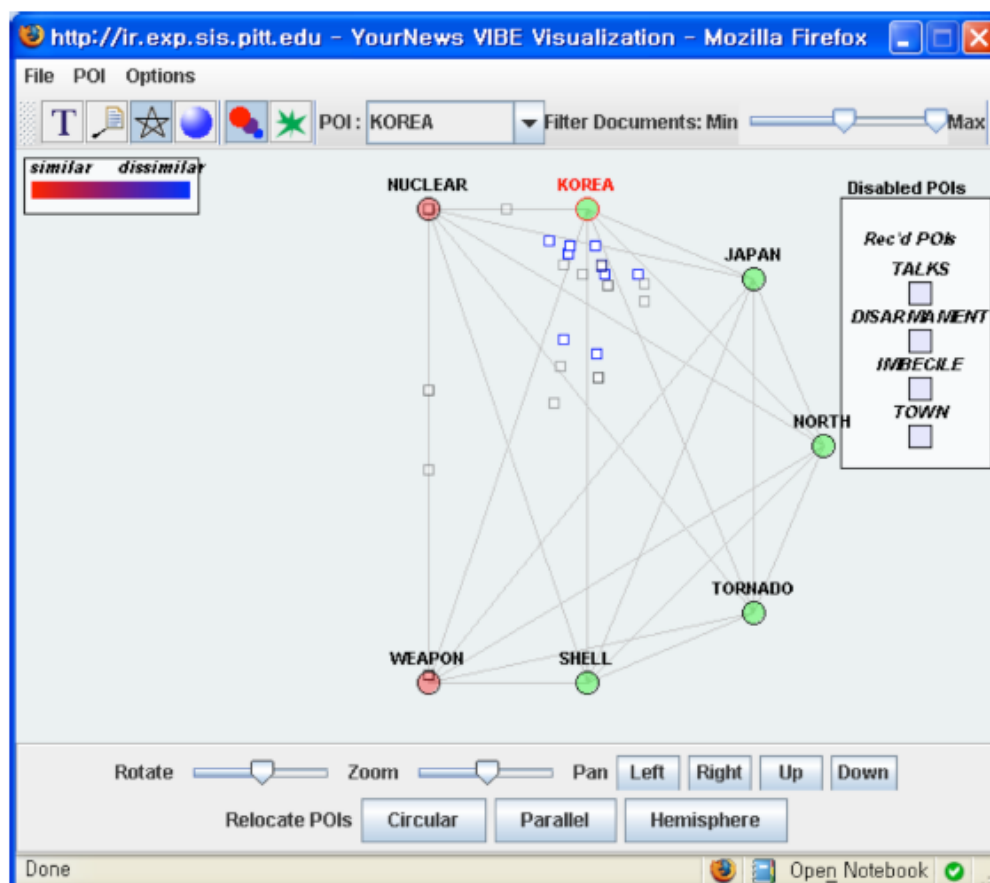 http://ir.exp.sis.pitt.edu - YourNews VIBE Visualization - Mozilla Firefox
File POI Options
T POI: KOREA Filter Documents: Min Max
similar dissimilar
NUCLEAR KOREA
Disabled POIs
Rec'd POIs
JAPAN
TALKS
DISARMAMENT
IMBECILE
TOWN
NORTH
TORNADO
WEAPON SHELL
Rotate Zoom Pan Left Right Up Down
Relocate POIs Circular Parallel Hemisphere
Done Open Notebook